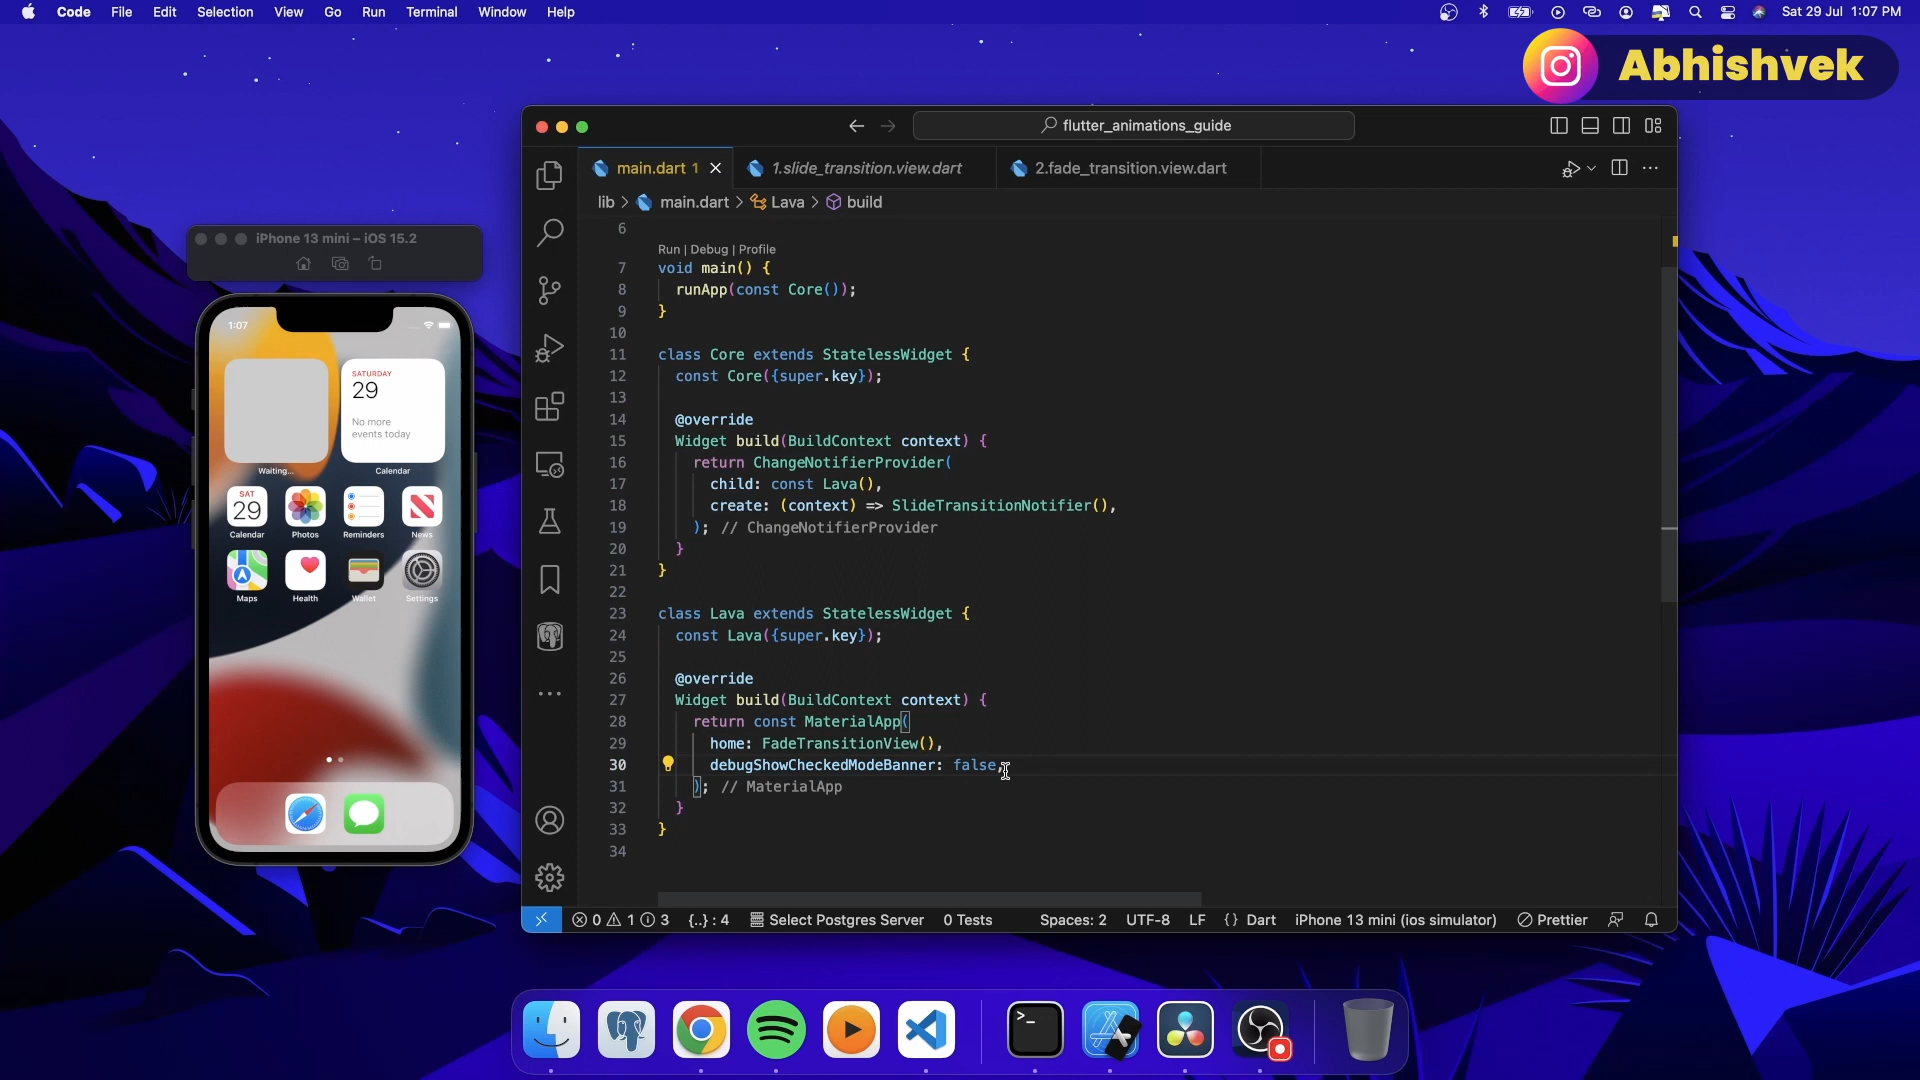 Code File Edit Selection View Go Run Terminal Window Help
Sat 29 Jul 1:07 PM
Abhishvek
flutter_animations_guide
iPhone 13 mini – iOS 15.2
main.dart 1
1.slide_transition.view.dart
2.fade_transition.view.dart
lib > main.dart > Lava > build
1:07
SATURDAY
29
No more
events today
Waiting...
Calendar
SAT
29
Calendar
Photos
Reminders
News
Maps
Health
Wallet
Settings
6
Run | Debug | Profile
7 void main() {
8 runApp(const Core());
9 }
10
11 class Core extends StatelessWidget {
12 const Core({super.key});
13
14 @override
15 Widget build(BuildContext context) {
16 return ChangeNotifierProvider(
17 child: const Lava(),
18 create: (context) => SlideTransitionNotifier(),
19 ); // ChangeNotifierProvider
20 }
21 }
22
23 class Lava extends StatelessWidget {
24 const Lava({super.key});
25
26 @override
27 Widget build(BuildContext context) {
28 return const MaterialApp(
29 home: FadeTransitionView(),
30 debugShowCheckedModeBanner: false,
31 ); // MaterialApp
32 }
33 }
34
0 1 3 {..} : 4 Select Postgres Server 0 Tests Spaces: 2 UTF-8 LF {} Dart iPhone 13 mini (ios simulator) Prettier